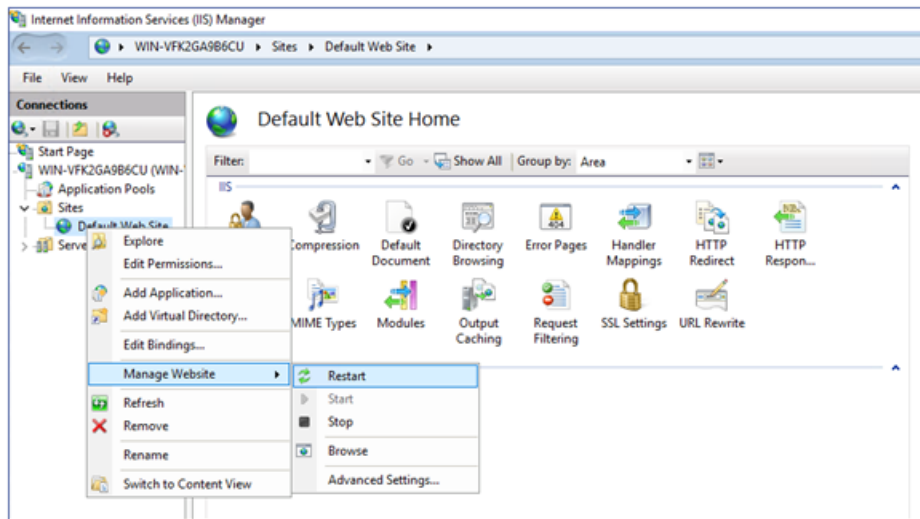 Internet Information Services (IIS) Manager
WIN-VFK2GA9B6CU Sites Default Web Site
File View Help
Connections
Start Page
WIN-VFK2GA9B6CU (WIN-
Application Pools
Sites
Default Web Site
Serve
Default Web Site Home
Filter: Go Show All Group by: Area
IIS
Compression Default Document Directory Browsing Error Pages Handler Mappings HTTP Redirect HTTP Respon...
MIME Types Modules Output Caching Request Filtering SSL Settings URL Rewrite
Explore
Edit Permissions...
Add Application...
Add Virtual Directory...
Edit Bindings...
Manage Website
Refresh
Remove
Rename
Switch to Content View
Restart
Start
Stop
Browse
Advanced Settings...